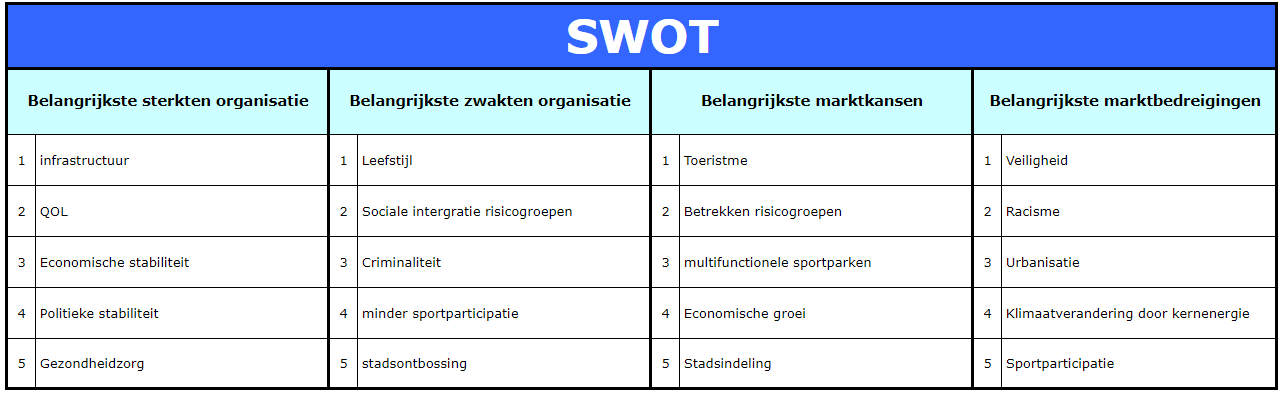 SWOT
Belangrijkste sterkten organisatie Belangrijkste zwakten organisatie Belangrijkste marktkansen Belangrijkste marktbedreigingen
1 infrastructuur 1 Leefstijl 1 Toeristme 1 Veiligheid
2 QOL 2 Sociale intergratie risicogroepen 2 Betrekken risicogroepen 2 Racisme
3 Economische stabiliteit 3 Criminaliteit 3 multifunctionele sportparken 3 Urbanisatie
4 Politieke stabiliteit 4 minder sportparticipatie 4 Economische groei 4 Klimaatverandering door kernenergie
5 Gezondheidzorg 5 stadsontbossing 5 Stadsindeling 5 Sportparticipatie